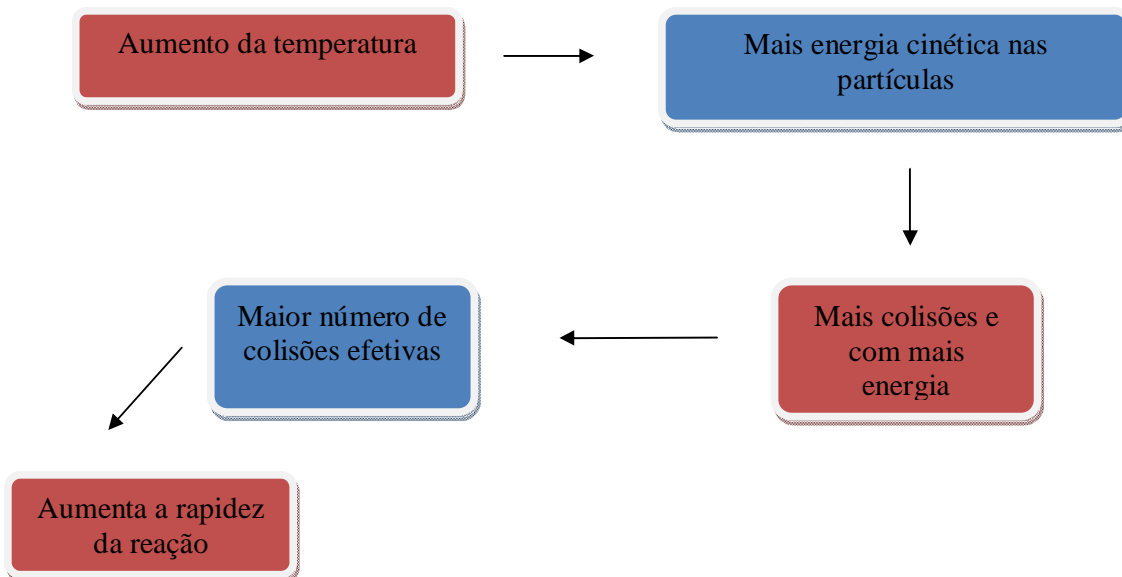 Aumento da temperatura
Mais energia cinética nas
partículas
Mais colisões e
com mais
energia
Maior número de
colisões efetivas
Aumenta a rapidez
da reação